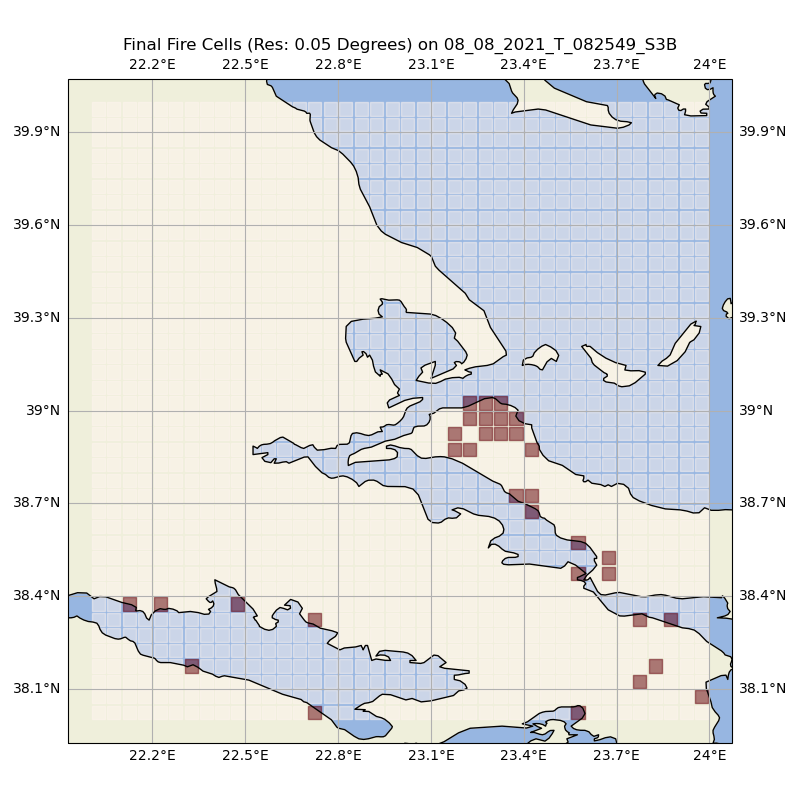 Final Fire Cells (Res: 0.05 Degrees) on 08_08_2021_T_082549_S3B
22.2°E 22.5°E 22.8°E 23.1°E 23.4°E 23.7°E 24°E
39.9°N 39.9°N
39.6°N 39.6°N
39.3°N 39.3°N
39°N 39°N
38.7°N 38.7°N
38.4°N 38.4°N
38.1°N 38.1°N
22.2°E 22.5°E 22.8°E 23.1°E 23.4°E 23.7°E 24°E